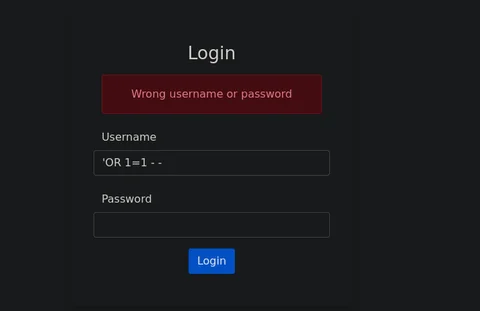 Login
Wrong username or password
Username
'OR 1=1 - -
Password
Login